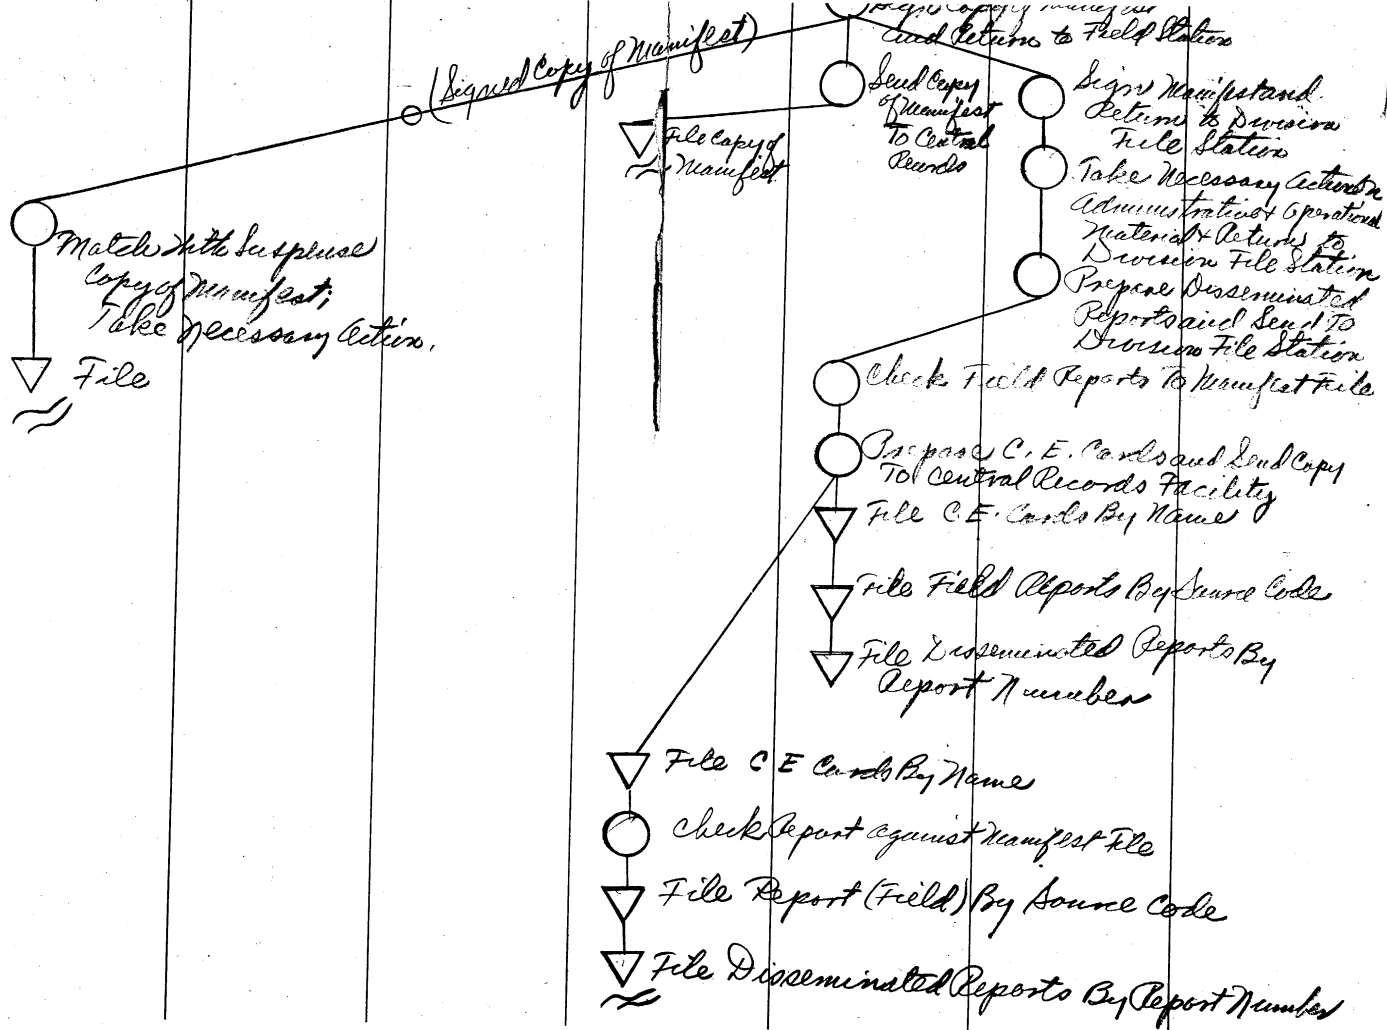 Sign Copy of Manifest
and Return to Field Station
(Signed Copy of Manifest)
Send Copy
of Manifest
To Central
Records
File Copy of
Manifest
Sign Manifest and
Return to Division
File Station
Take Necessary Action on
Administrative & Operational
Material & Return to
Division File Station
Prepare Disseminated
Reports and Send To
Division File Station
Match With Suspense
Copy of Manifest;
Take Necessary Action.
File
Check Field Reports To Manifest File
Prepare C. E. Cards and Send Copy
To Central Records Facility
File C.E. Cards By Name
File Field Reports By Source Code
File Disseminated Reports By
Report Number
File C E Cards By Name
Check Report against Manifest File
File Report (Field) By Source Code
File Disseminated Reports By Report Number